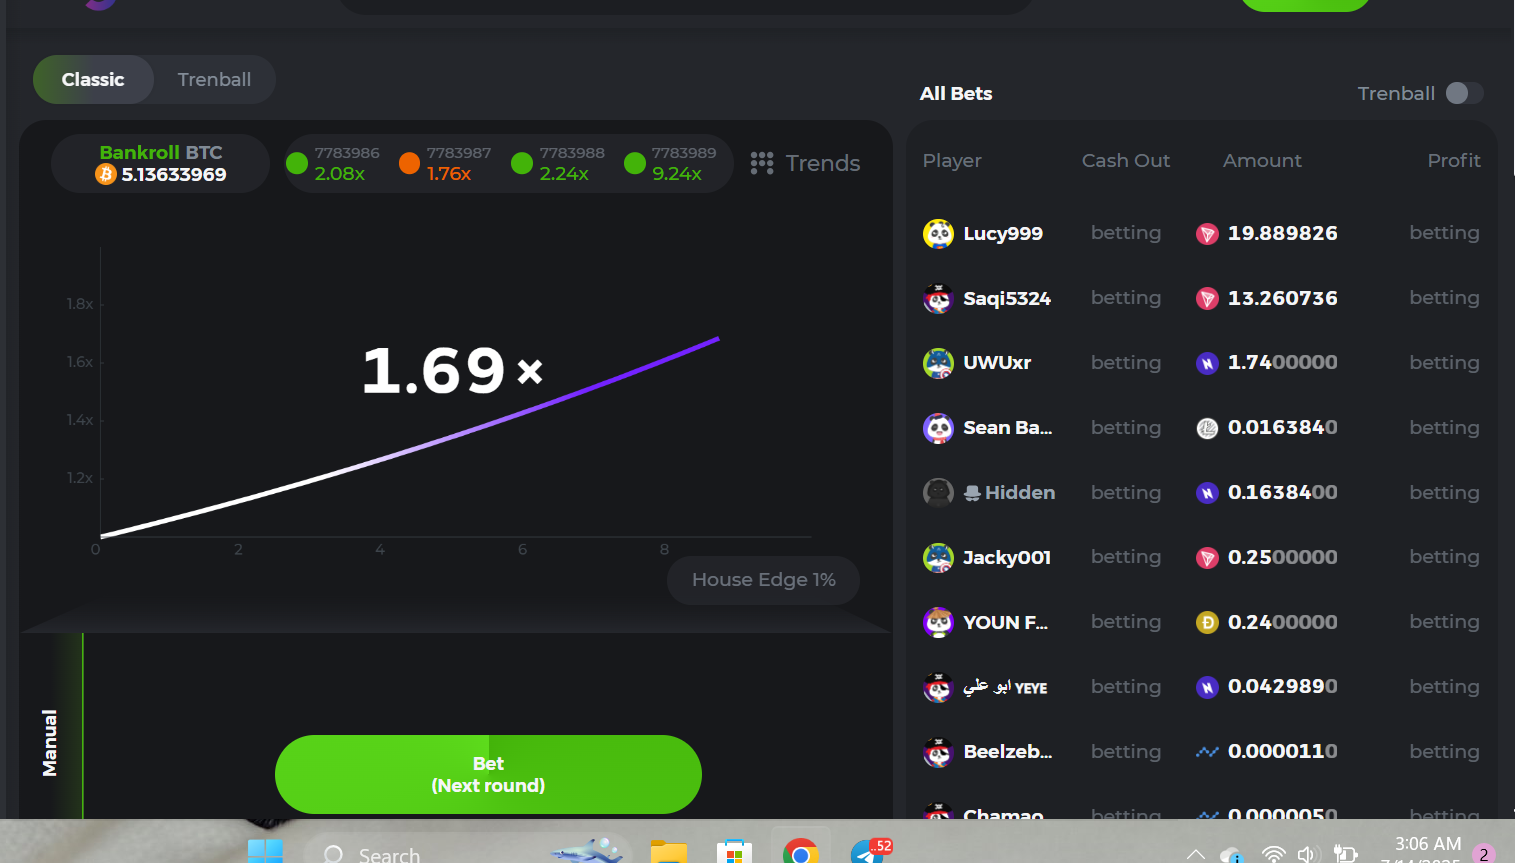 Classic
Trenball
Bankroll BTC
5.13633969
7783986
2.08x
7783987
1.76x
7783988
2.24x
7783989
9.24x
Trends
1.8x
1.6x
1.4x
1.2x
1.69×
0 2 4 6 8
House Edge 1%
Manual
Bet
(Next round)
All Bets
Trenball
Player Cash Out Amount Profit
Lucy999 betting 19.889826 betting
Saqi5324 betting 13.260736 betting
UWUxr betting 1.7400000 betting
Sean Ba... betting 0.0163840 betting
Hidden betting 0.1638400 betting
Jacky001 betting 0.2500000 betting
YOUN F... betting 0.2400000 betting
ابو علي YEYE betting 0.0429890 betting
Beelzeb... betting 0.0000110 betting
Chamao betting 0.0000050 betting
Search
..52
3:06 AM
2